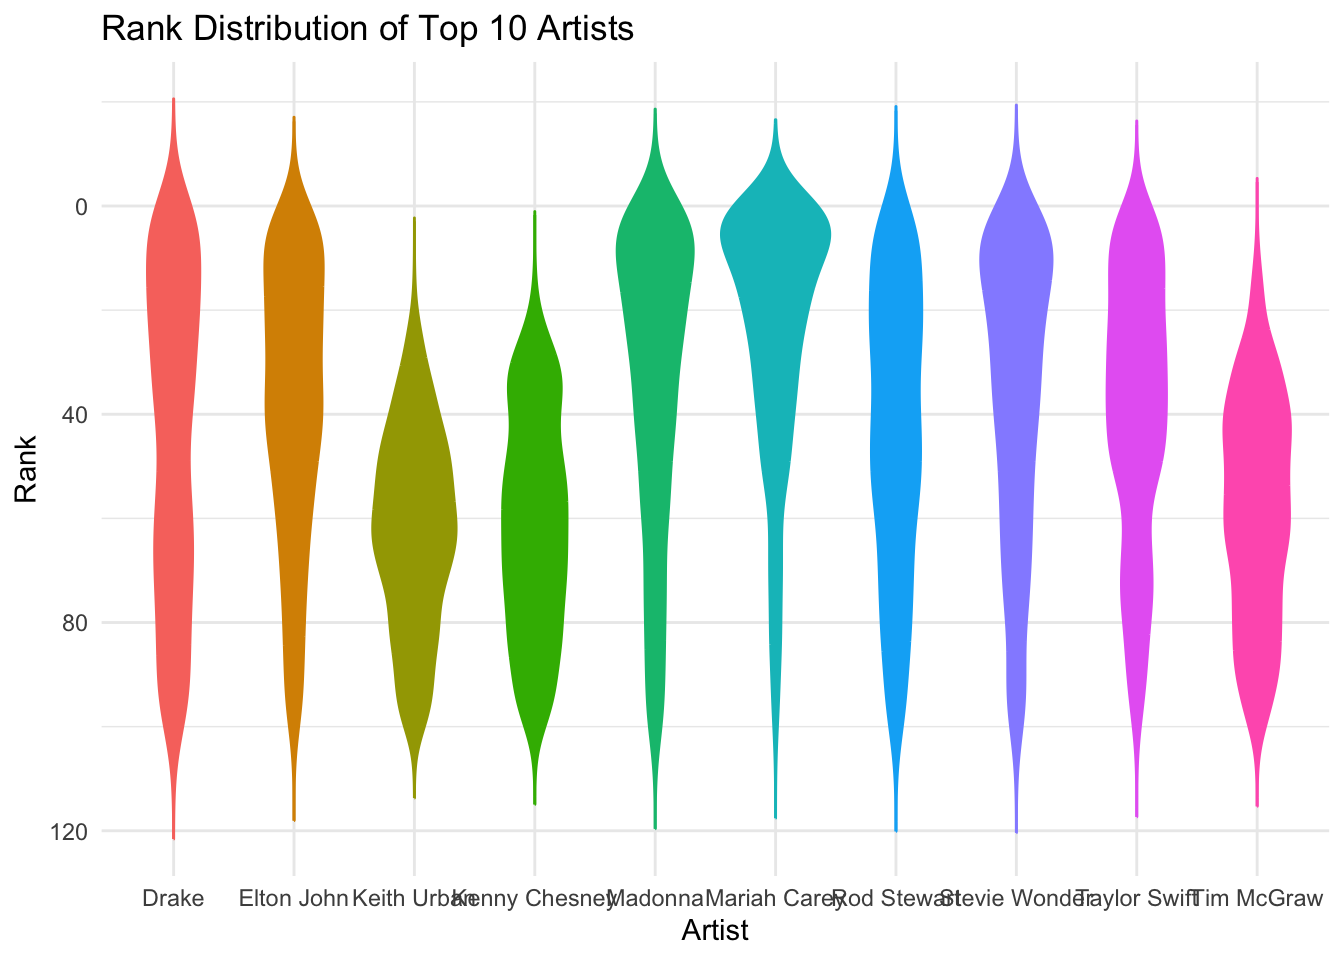 Rank Distribution of Top 10 Artists
0
40
80
120
Rank
Drake Elton John Keith Urban Kenny Chesney Madonna Mariah Carey Rod Stewart Stevie Wonder Taylor Swift Tim McGraw
Artist